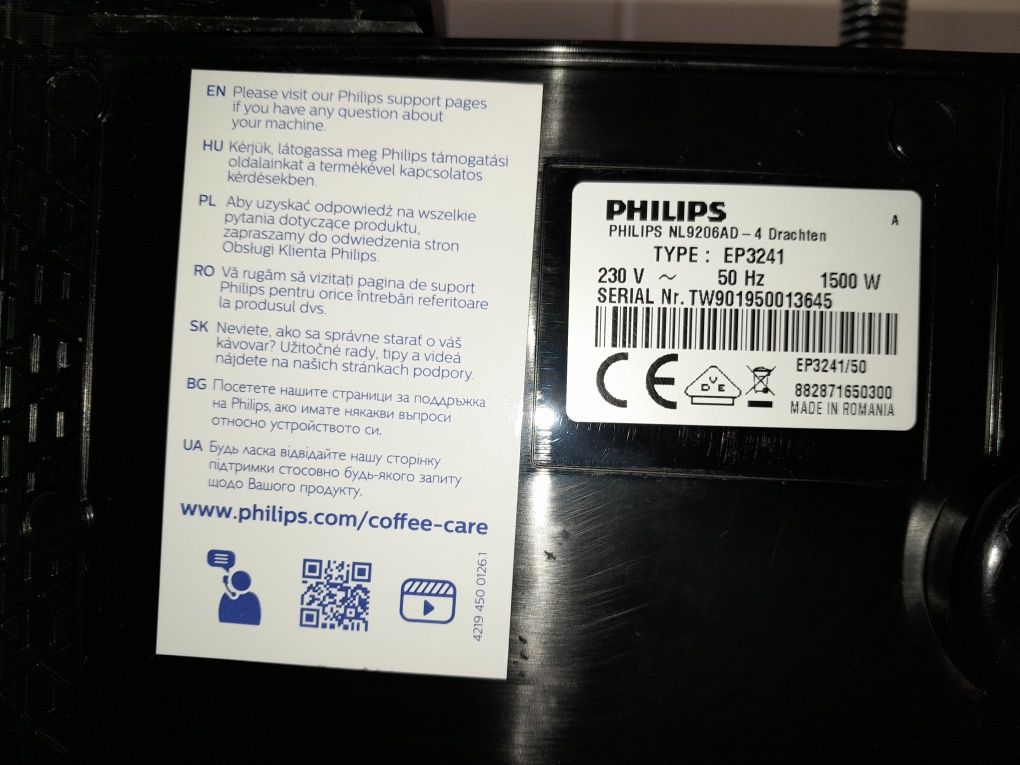 EN Please visit our Philips support pages
if you have any question about
your machine.
HU Kérjük, látogassa meg Philips támogatási
oldalainkat a termékével kapcsolatos
kérdésekben.
PL Aby uzyskać odpowiedź na wszelkie
pytania dotyczące produktu,
zapraszamy do odwiedzenia stron
Obsługi Klienta Philips.
RO Vă rugăm să vizitați pagina de suport
Philips pentru orice întrebări referitoare
la produsul dvs.
SK Neviete, ako sa správne starať o váš
kávovar? Užitočné rady, tipy a videá
nájdete na našich stránkach podpory.
BG Посетете нашите страници за поддръжка
на Philips, ако имате някакви въпроси
относно устройството си.
UA Будь ласка відвідайте нашу сторінку
підтримки стосовно будь-якого запиту
щодо Вашого продукту.
www.philips.com/coffee-care
4219 450 0126.1
PHILIPS
A
PHILIPS NL9206AD-4 Drachten
TYPE : EP3241
230 V ~ 50 Hz 1500 W
SERIAL Nr. TW901950013645
CE
DVE
EP3241/50
882871650300
MADE IN ROMANIA